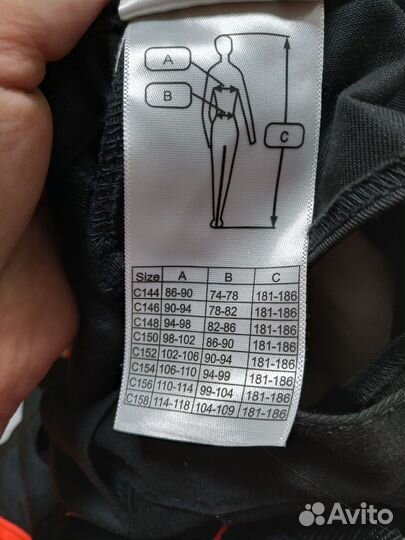 A
B
C
Size A B C
C144 86-90 74-78 181-186
C146 90-94 78-82 181-186
C148 94-98 82-86 181-186
C150 98-102 86-90 181-186
C152 102-106 90-94 181-186
C154 106-110 94-99 181-186
C156 110-114 99-104 181-186
C158 114-118 104-109 181-186
Avito